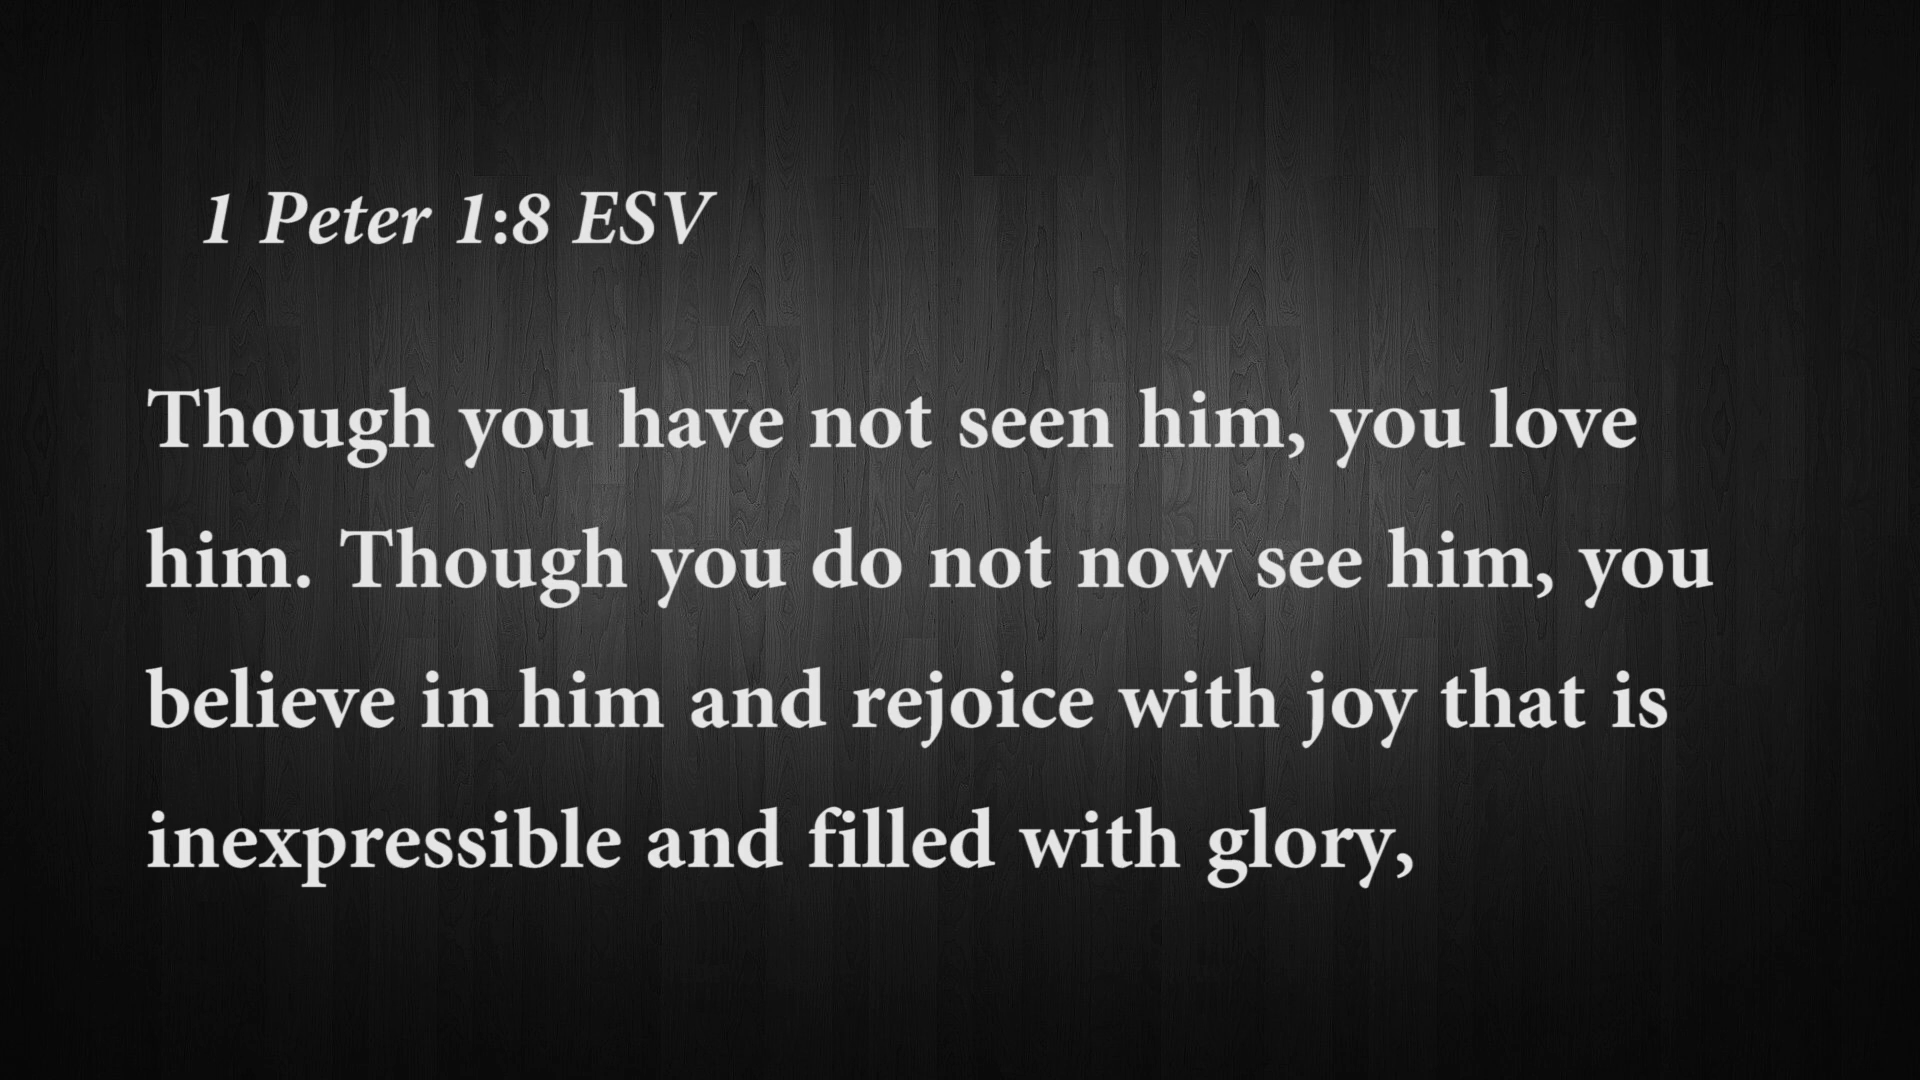 1 Peter 1:8 ESV
Though you have not seen him, you love
him. Though you do not now see him, you
believe in him and rejoice with joy that is
inexpressible and filled with glory,